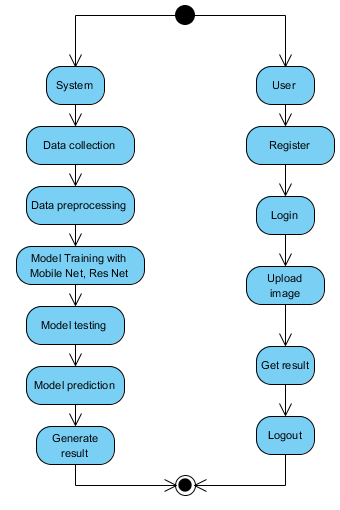 System
User
Data collection
Register
Data preprocessing
Login
Model Training with
Mobile Net, Res Net
Upload
image
Model testing
Get result
Model prediction
Generate
result
Logout